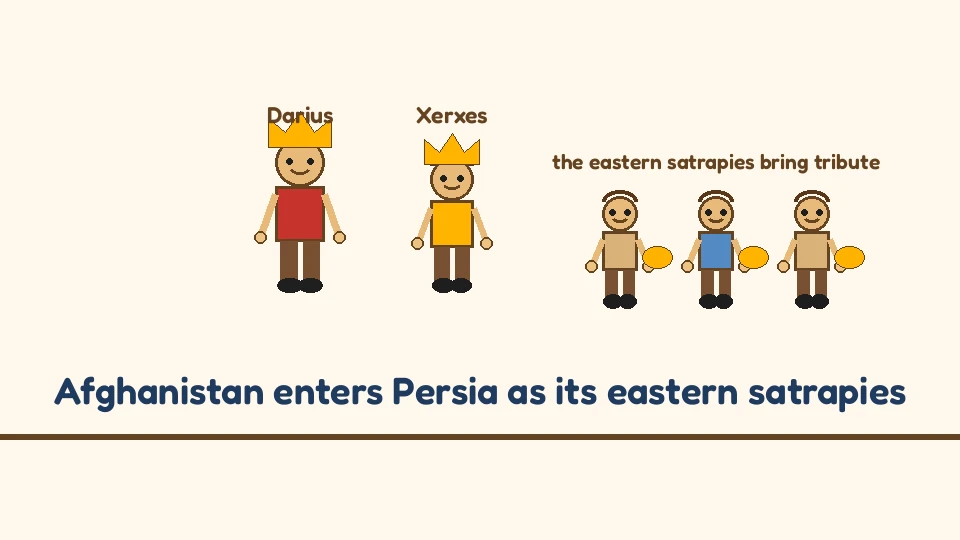 Darius
Xerxes
the eastern satrapies bring tribute
Afghanistan enters Persia as its eastern satrapies